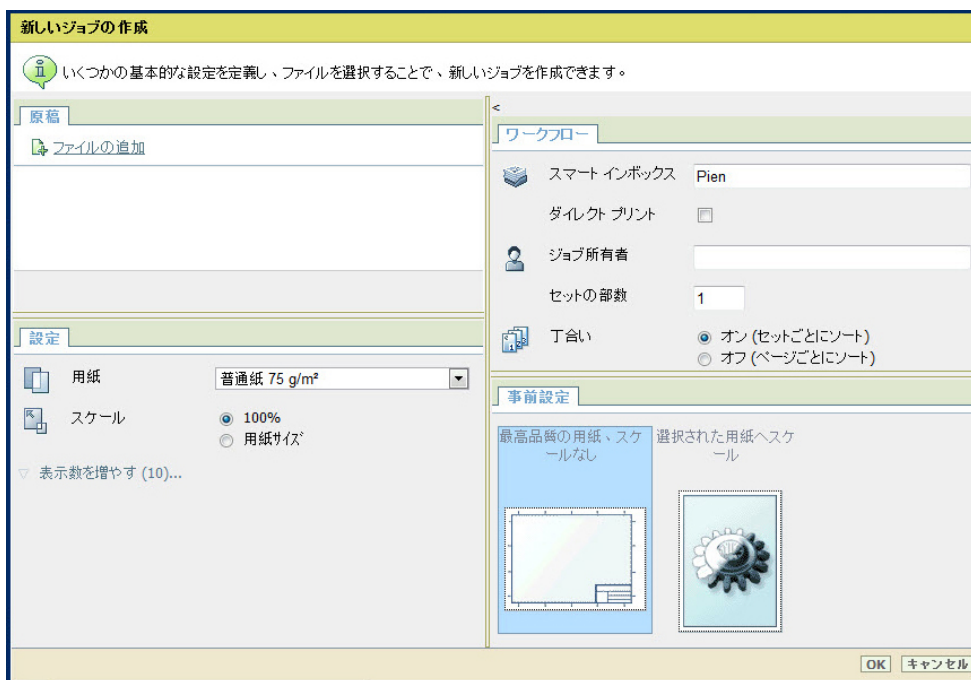 新しいジョブの作成
いくつかの基本的な設定を定義し、ファイルを選択することで、新しいジョブを作成できます。
原稿
ファイルの追加
設定
用紙
普通紙 75 g/m²
スケール
100%
用紙サイズ
表示数を増やす (10)...
<
ワークフロー
スマート インボックス
Pien
ダイレクト プリント
ジョブ所有者
セットの部数
1
丁合い
オン (セットごとにソート)
オフ (ページごとにソート)
事前設定
最高品質の用紙、スケ
ールなし
選択された用紙へスケ
ール
OK
キャンセル